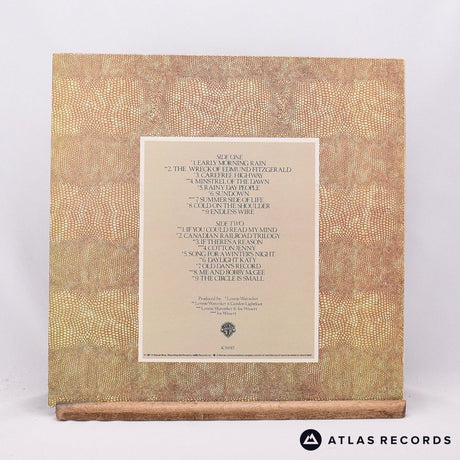 SIDE ONE
*1. EARLY MORNING RAIN
**2. THE WRECK OF EDMUND FITZGERALD
*3. CAREFREE HIGHWAY
**4. MINSTREL OF THE DAWN
*5. RAINY DAY PEOPLE
*6. SUNDOWN
***7. SUMMER SIDE OF LIFE
*8. COLD ON THE SHOULDER
**9. ENDLESS WIRE
SIDE TWO
**1. IF YOU COULD READ MY MIND
*2. CANADIAN RAILROAD TRILOGY
**3. IF THERE'S A REASON
****4. COTTON JENNY
*5. SONG FOR A WINTER'S NIGHT
**6. DAYLIGHT KATY
*7. OLD DAN'S RECORD
**8. ME AND BOBBY McGEE
**9. THE CIRCLE IS SMALL
Produced by: *Lenny Waronker
**Lenny Waronker & Gordon Lightfoot
***Lenny Waronker & Joe Wissert
****Joe Wissert
ATLAS RECORDS